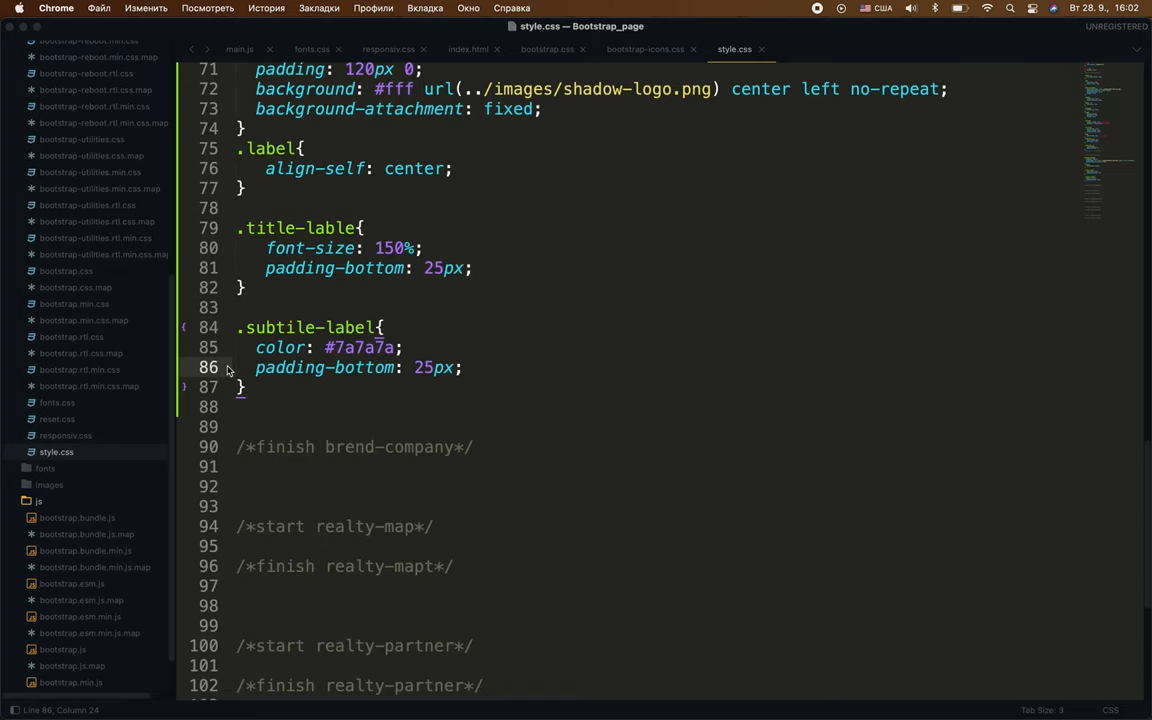 Chrome Файл Изменить Посмотреть История Закладки Профили Вкладка Окно Справка США Вт 28. 9., 16:02
style.css — Bootstrap_page UNREGISTERED
main.js fonts.css responsiv.css index.html bootstrap.css bootstrap-icons.css style.css
bootstrap-reboot.css.map
bootstrap-reboot.min.css
bootstrap-reboot.min.css.map
bootstrap-reboot.rtl.css
bootstrap-reboot.rtl.css.map
bootstrap-reboot.rtl.min.css
bootstrap-reboot.rtl.min.css.map
bootstrap-utilities.css
bootstrap-utilities.css.map
bootstrap-utilities.min.css
bootstrap-utilities.min.css.map
bootstrap-utilities.rtl.css
bootstrap-utilities.rtl.css.map
bootstrap-utilities.rtl.min.css
bootstrap-utilities.rtl.min.css.ma
bootstrap.css
bootstrap.css.map
bootstrap.min.css
bootstrap.min.css.map
bootstrap.rtl.css
bootstrap.rtl.css.map
bootstrap.rtl.min.css
bootstrap.rtl.min.css.map
fonts.css
reset.css
responsiv.css
style.css
fonts
images
js
bootstrap.bundle.js
bootstrap.bundle.js.map
bootstrap.bundle.min.js
bootstrap.bundle.min.js.map
bootstrap.esm.js
bootstrap.esm.js.map
bootstrap.esm.min.js
bootstrap.esm.min.js.map
bootstrap.js
bootstrap.js.map
bootstrap.min.js
71 padding: 120px 0;
72 background: #fff url(../images/shadow-logo.png) center left no-repeat;
73 background-attachment: fixed;
74 }
75 .label{
76 align-self: center;
77 }
78
79 .title-lable{
80 font-size: 150%;
81 padding-bottom: 25px;
82 }
83
84 .subtile-label{
85 color: #7a7a7a;
86 padding-bottom: 25px;
87 }
88
89
90 /*finish brend-company*/
91
92
93
94 /*start realty-map*/
95
96 /*finish realty-mapt*/
97
98
99
100 /*start realty-partner*/
101
102 /*finish realty-partner*/
Line 86, Column 24 Tab Size: 3 CSS